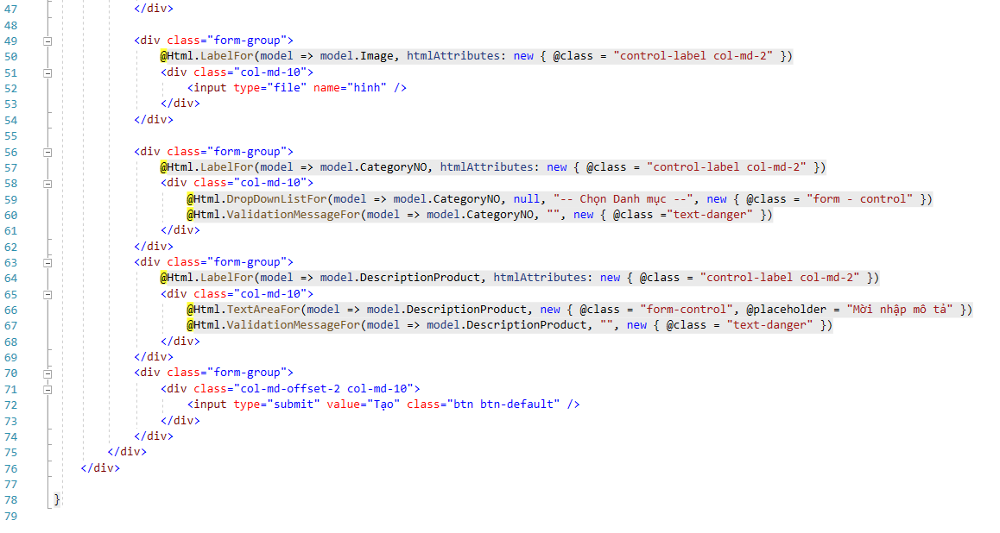 47 </div>
48
49 <div class="form-group">
50 @Html.LabelFor(model => model.Image, htmlAttributes: new { @class = "control-label col-md-2" })
51 <div class="col-md-10">
52 <input type="file" name="hinh" />
53 </div>
54 </div>
55
56 <div class="form-group">
57 @Html.LabelFor(model => model.CategoryNO, htmlAttributes: new { @class = "control-label col-md-2" })
58 <div class="col-md-10">
59 @Html.DropDownListFor(model => model.CategoryNO, null, "-- Chọn Danh mục --", new { @class = "form - control" })
60 @Html.ValidationMessageFor(model => model.CategoryNO, "", new { @class ="text-danger" })
61 </div>
62 </div>
63 <div class="form-group">
64 @Html.LabelFor(model => model.DescriptionProduct, htmlAttributes: new { @class = "control-label col-md-2" })
65 <div class="col-md-10">
66 @Html.TextAreaFor(model => model.DescriptionProduct, new { @class = "form-control", @placeholder = "Mời nhập mô tả" })
67 @Html.ValidationMessageFor(model => model.DescriptionProduct, "", new { @class = "text-danger" })
68 </div>
69 </div>
70 <div class="form-group">
71 <div class="col-md-offset-2 col-md-10">
72 <input type="submit" value="Tạo" class="btn btn-default" />
73 </div>
74 </div>
75 </div>
76 </div>
77
78 }
79